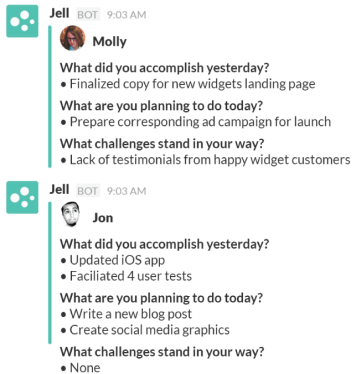 Jell BOT 9:03 AM
Molly
What did you accomplish yesterday?
• Finalized copy for new widgets landing page
What are you planning to do today?
• Prepare corresponding ad campaign for launch
What challenges stand in your way?
• Lack of testimonials from happy widget customers
Jell BOT 9:03 AM
Jon
What did you accomplish yesterday?
• Updated iOS app
• Faciliated 4 user tests
What are you planning to do today?
• Write a new blog post
• Create social media graphics
What challenges stand in your way?
• None